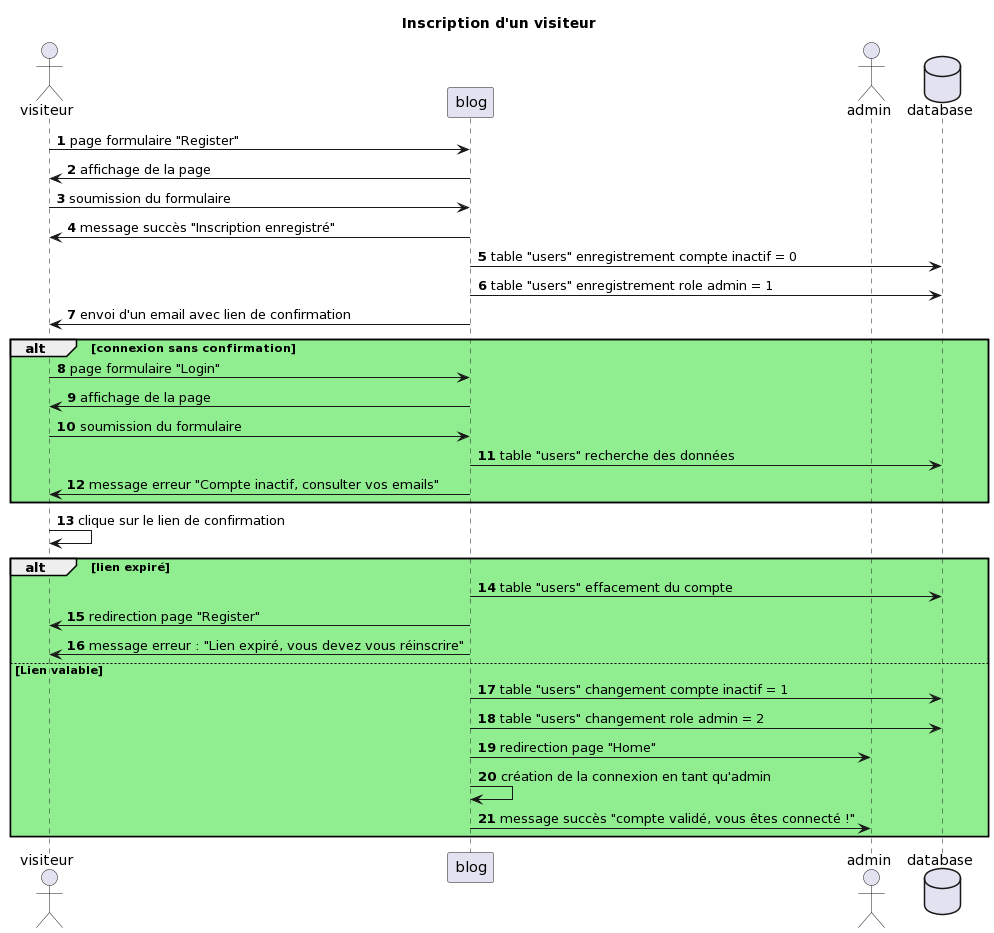 Inscription d'un visiteur
visiteur
blog
admin
database
1 page formulaire "Register"
2 affichage de la page
3 soumission du formulaire
4 message succès "Inscription enregistré"
5 table "users" enregistrement compte inactif = 0
6 table "users" enregistrement role admin = 1
7 envoi d'un email avec lien de confirmation
alt [connexion sans confirmation]
8 page formulaire "Login"
9 affichage de la page
10 soumission du formulaire
11 table "users" recherche des données
12 message erreur "Compte inactif, consulter vos emails"
13 clique sur le lien de confirmation
alt [lien expiré]
14 table "users" effacement du compte
15 redirection page "Register"
16 message erreur : "Lien expiré, vous devez vous réinscrire"
[Lien valable]
17 table "users" changement compte inactif = 1
18 table "users" changement role admin = 2
19 redirection page "Home"
20 création de la connexion en tant qu'admin
21 message succès "compte validé, vous êtes connecté !"
visiteur
blog
admin
database